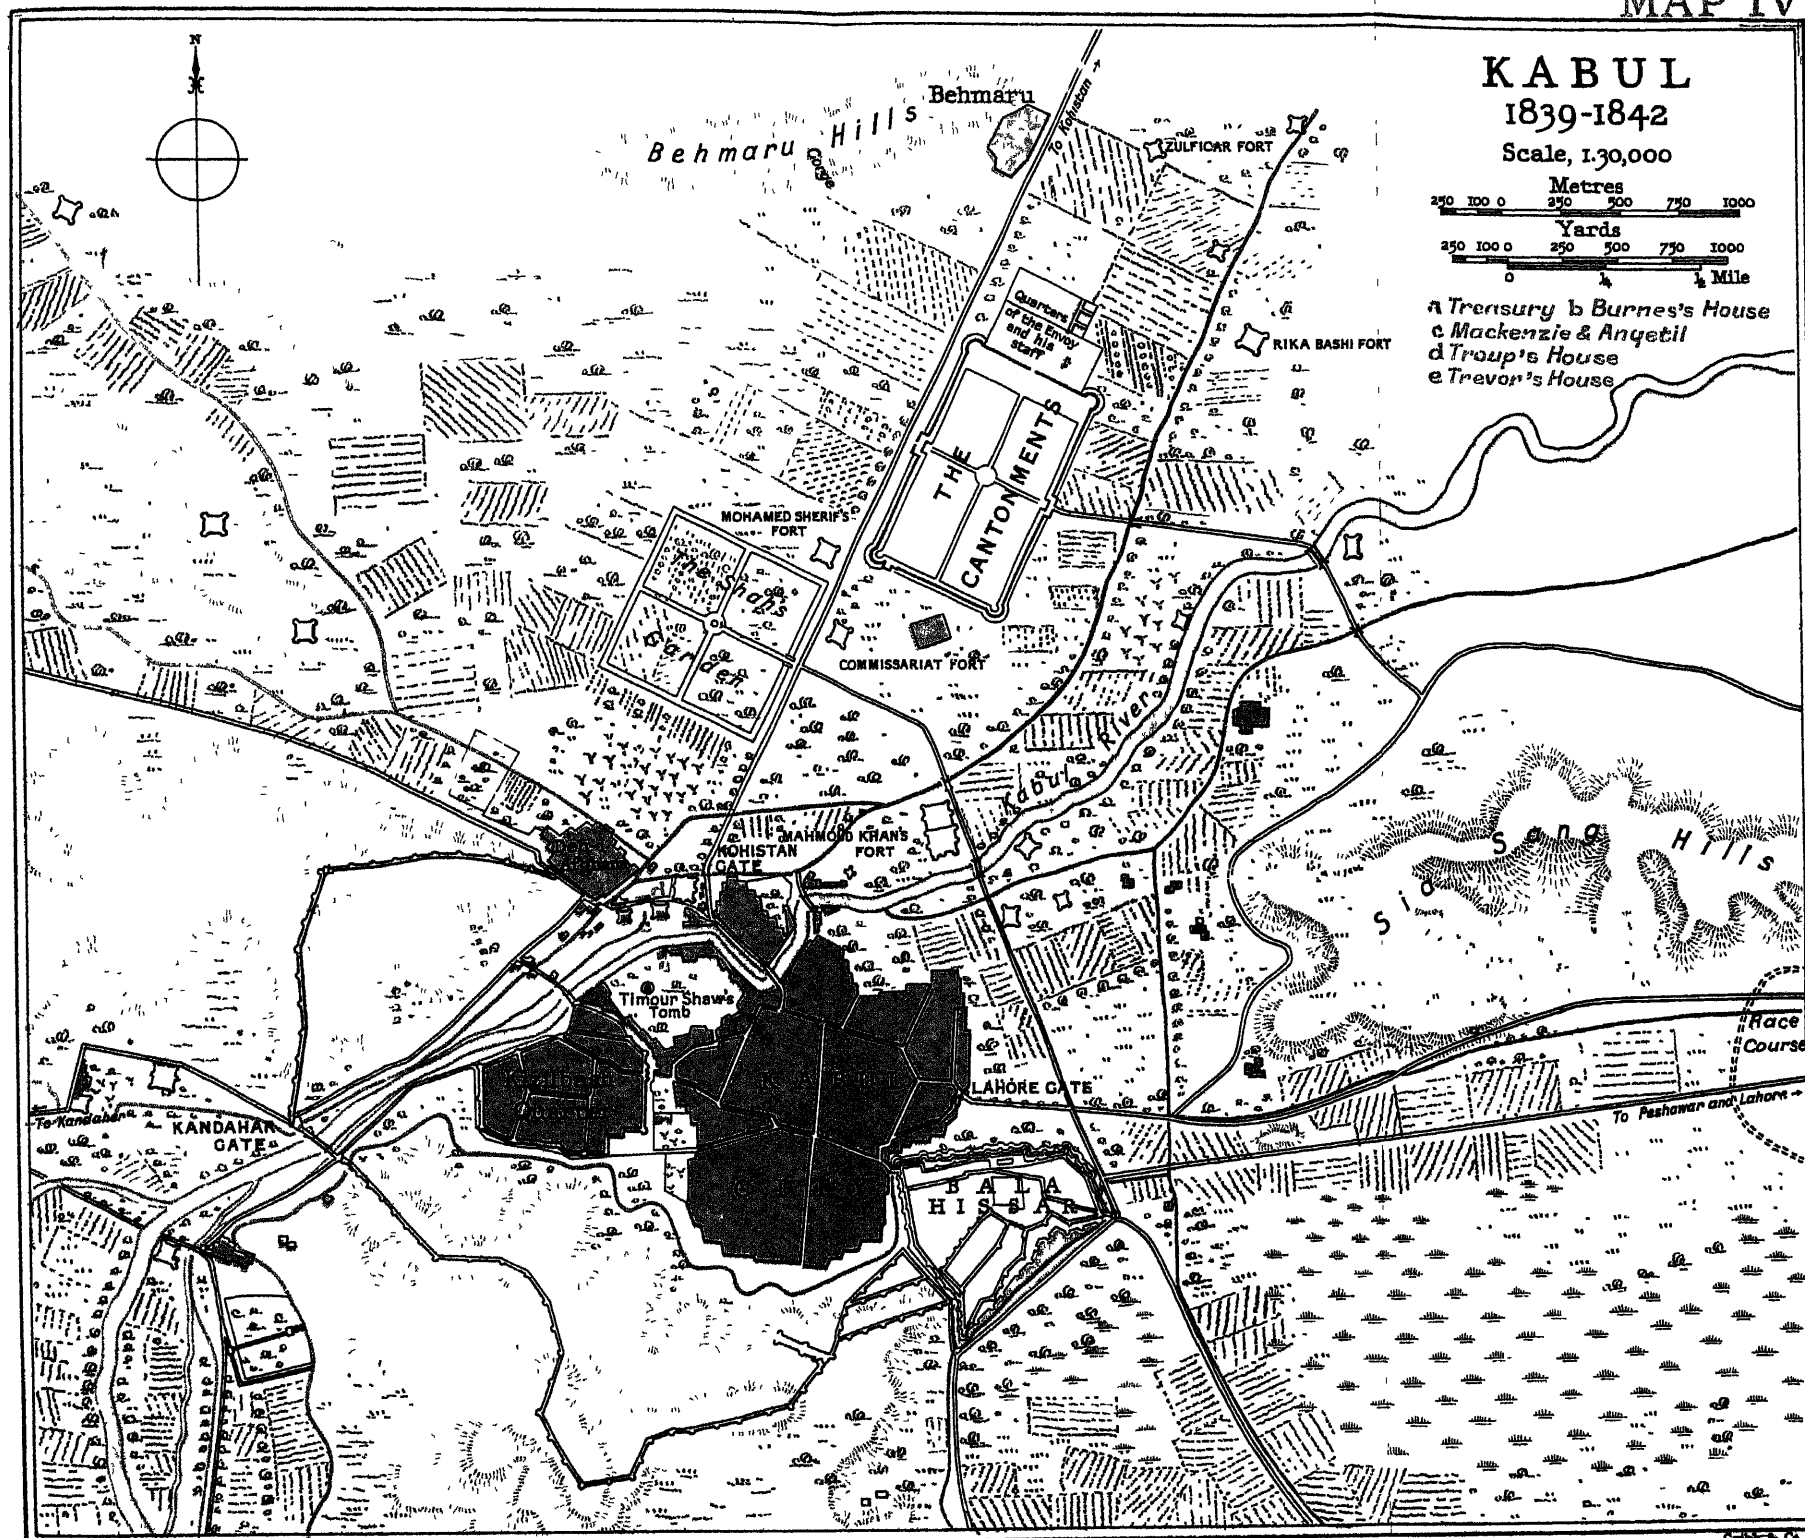 MAP IV
KABUL
1839-1842
Scale, 1.30,000
Metres
250 100 0 250 500 750 1000
Yards
250 100 0 250 500 750 1000
0 ¼ ½ Mile
a Treasury b Burnes's House
c Mackenzie & Anqetil
d Troup's House
e Trevor's House
N
Behmaru
To Kohistan →
Behmaru Hills
Gorge
ZULFICAR FORT
Quarters
of the Envoy
and his
staff
RIKA BASHI FORT
THE
CANTONMENTS
MOHAMED SHERIF'S
FORT
The Shah's
Garden
COMMISSARIAT FORT
Kabul River
MAHMOUD KHAN'S
FORT
KOHISTAN
GATE
Sia Sang Hills
Timour Shaw's
Tomb
Race
Course
LAHORE GATE
To Peshawar and Lahore →
To Kandahar
KANDAHAR
GATE
KABUL
CITY
BALA
HISSAR